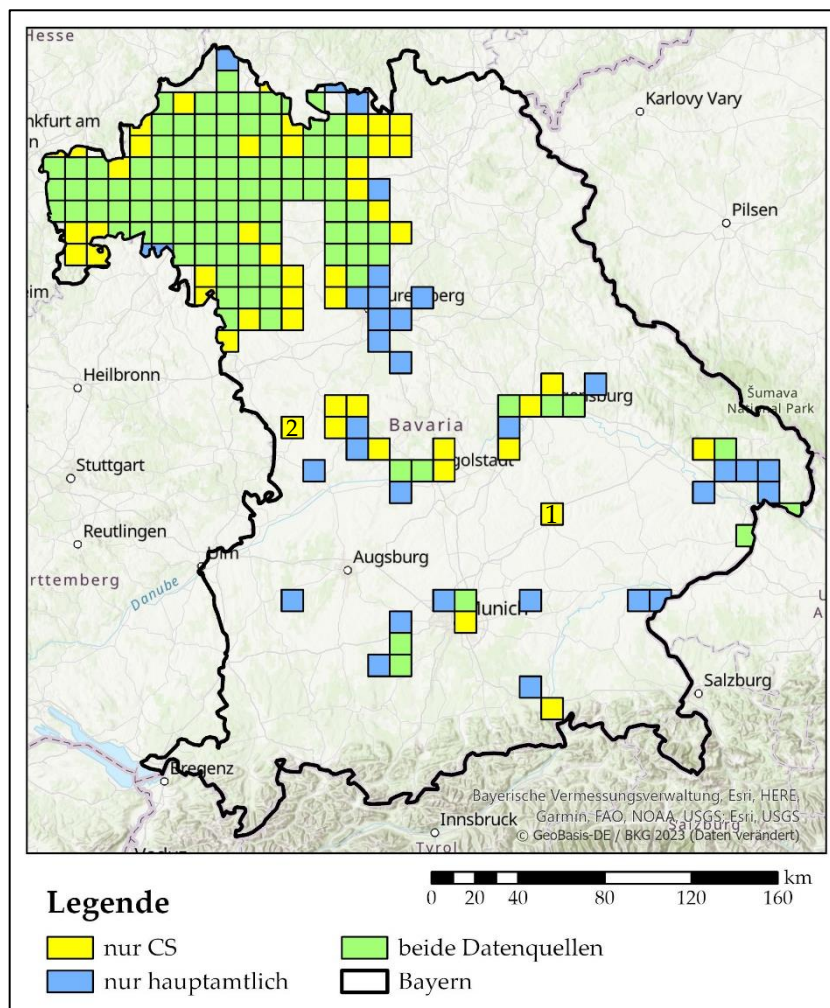 Hesse
Karlovy Vary
nkfurt am
n
Pilsen
eim
urenberg
Heilbronn
gensburg
Šumava
National Park
Bavaria
2
Stuttgart
golstadt
1
Reutlingen
Ulm
Augsburg
rttemberg
Danube
Munich
Salzburg
Bregenz
Bayerische Vermessungsverwaltung, Esri, HERE,
Garmin, FAO, NOAA, USGS; Esri, USGS
Salzburg
© GeoBasis-DE / BKG 2023 (Daten verändert)
Innsbruck
Tyrol
km
0 20 40 80 120 160
Legende
nur CS
beide Datenquellen
nur hauptamtlich
Bayern